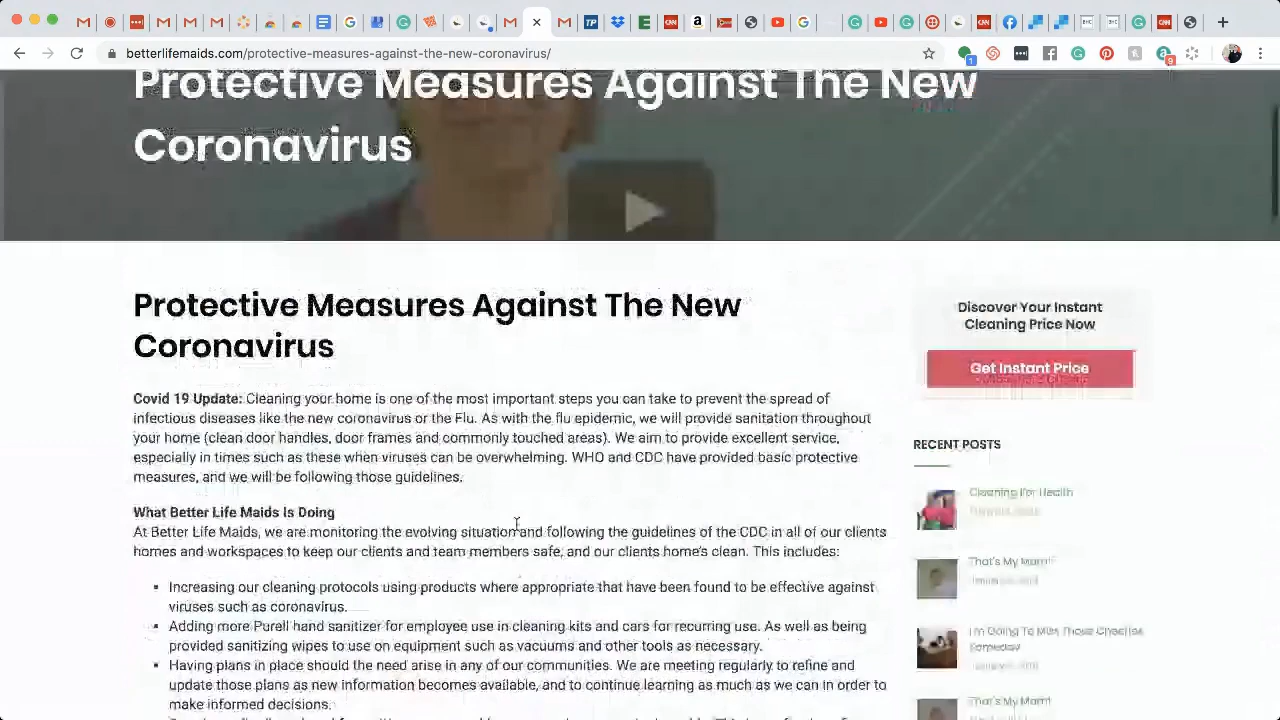 betterlifemaids.com/protective-measures-against-the-new-coronavirus/
1
9
Protective Measures Against The New
Coronavirus
Protective Measures Against The New
Coronavirus
Covid 19 Update: Cleaning your home is one of the most important steps you can take to prevent the spread of
infectious diseases like the new coronavirus or the Flu. As with the flu epidemic, we will provide sanitation throughout
your home (clean door handles, door frames and commonly touched areas). We aim to provide excellent service,
especially in times such as these when viruses can be overwhelming. WHO and CDC have provided basic protective
measures, and we will be following those guidelines.
What Better Life Maids Is Doing
At Better Life Maids, we are monitoring the evolving situation and following the guidelines of the CDC in all of our clients
homes and workspaces to keep our clients and team members safe, and our clients home's clean. This includes:
▪ Increasing our cleaning protocols using products where appropriate that have been found to be effective against
viruses such as coronavirus.
▪ Adding more Purell hand sanitizer for employee use in cleaning kits and cars for recurring use. As well as being
provided sanitizing wipes to use on equipment such as vacuums and other tools as necessary.
▪ Having plans in place should the need arise in any of our communities. We are meeting regularly to refine and
update those plans as new information becomes available, and to continue learning as much as we can in order to
make informed decisions.
Discover Your Instant
Cleaning Price Now
Get Instant Price
RECENT POSTS
Cleaning For Health
That's My Mam!
I'm Going To Miss Those
Someday
That's My Mam!